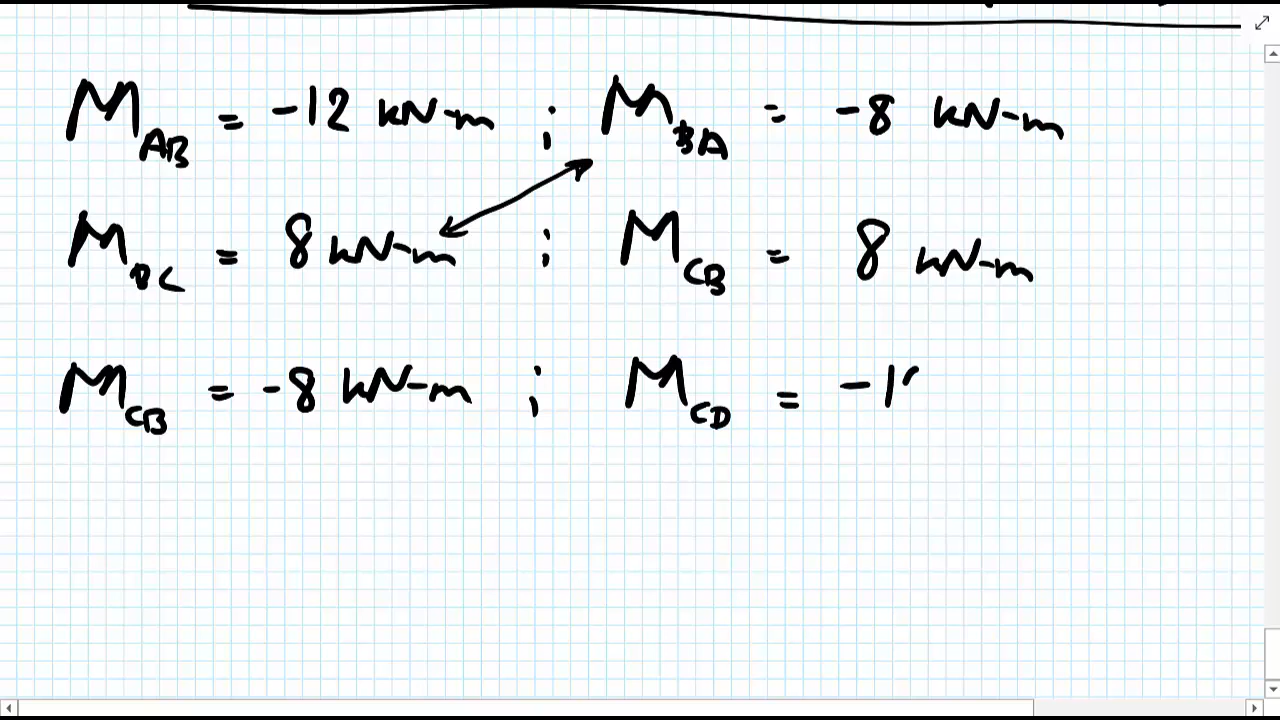 M_AB = -12 kN-m ; M_BA = -8 kN-m
M_BC = 8 kN-m ; M_CB = 8 kN-m
M_CB = -8 kN-m ; M_CD = -1